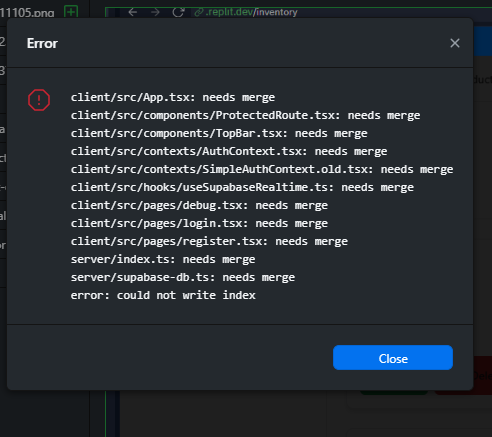 11105.png
.replit.dev/inventory
Error
client/src/App.tsx: needs merge
client/src/components/ProtectedRoute.tsx: needs merge
client/src/components/TopBar.tsx: needs merge
client/src/contexts/AuthContext.tsx: needs merge
client/src/contexts/SimpleAuthContext.old.tsx: needs merge
client/src/hooks/useSupabaseRealtime.ts: needs merge
client/src/pages/debug.tsx: needs merge
client/src/pages/login.tsx: needs merge
client/src/pages/register.tsx: needs merge
server/index.ts: needs merge
server/supabase-db.ts: needs merge
error: could not write index
Close